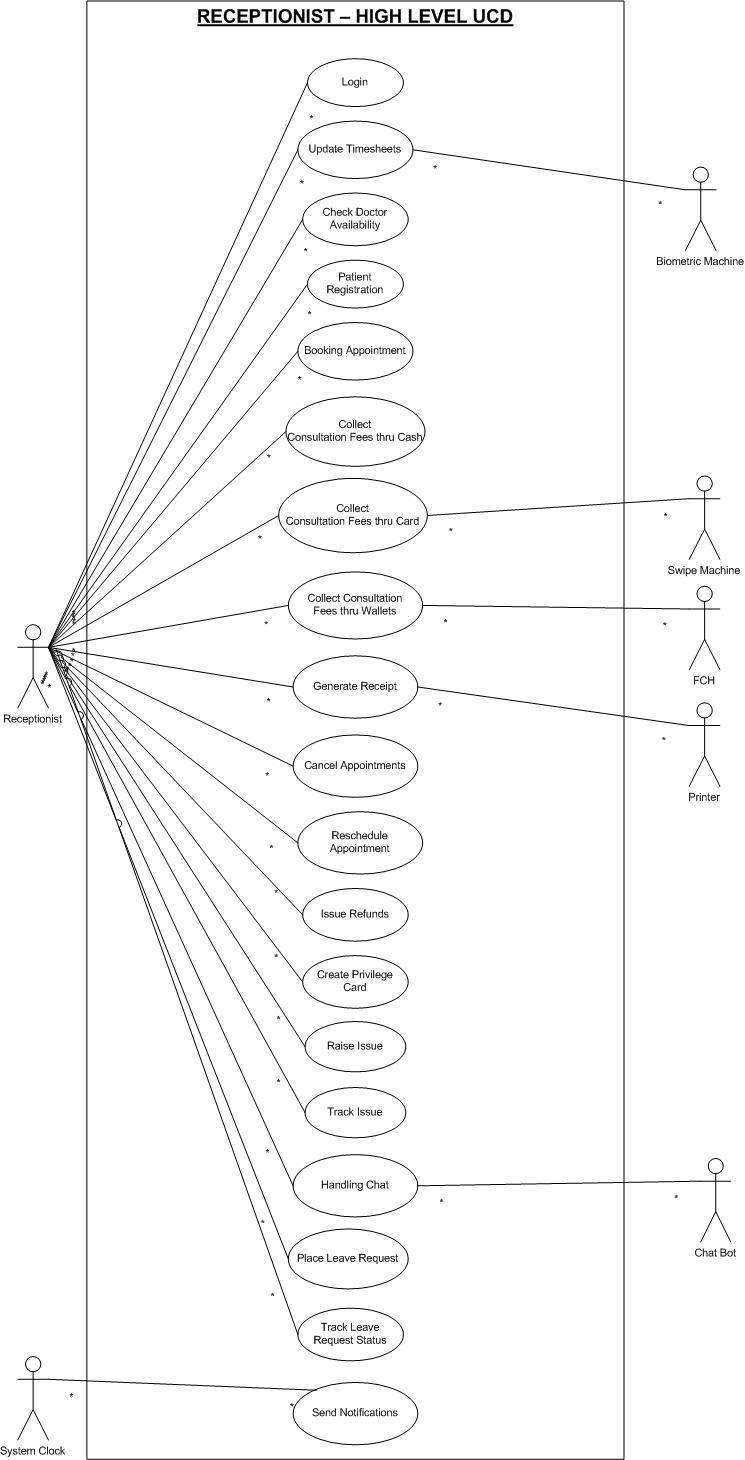 RECEPTIONIST – HIGH LEVEL UCD
Login
Update Timesheets
Biometric Machine
Check Doctor
Availability
Patient
Registration
Booking Appointment
Collect
Consultation Fees thru Cash
Collect
Consultation Fees thru Card
Swipe Machine
Collect Consultation
Fees thru Wallets
FCH
Receptionist
Generate Receipt
Printer
Cancel Appointments
Reschedule
Appointment
Issue Refunds
Create Privilege
Card
Raise Issue
Track Issue
Handling Chat
Chat Bot
Place Leave Request
Track Leave
Request Status
Send Notifications
System Clock